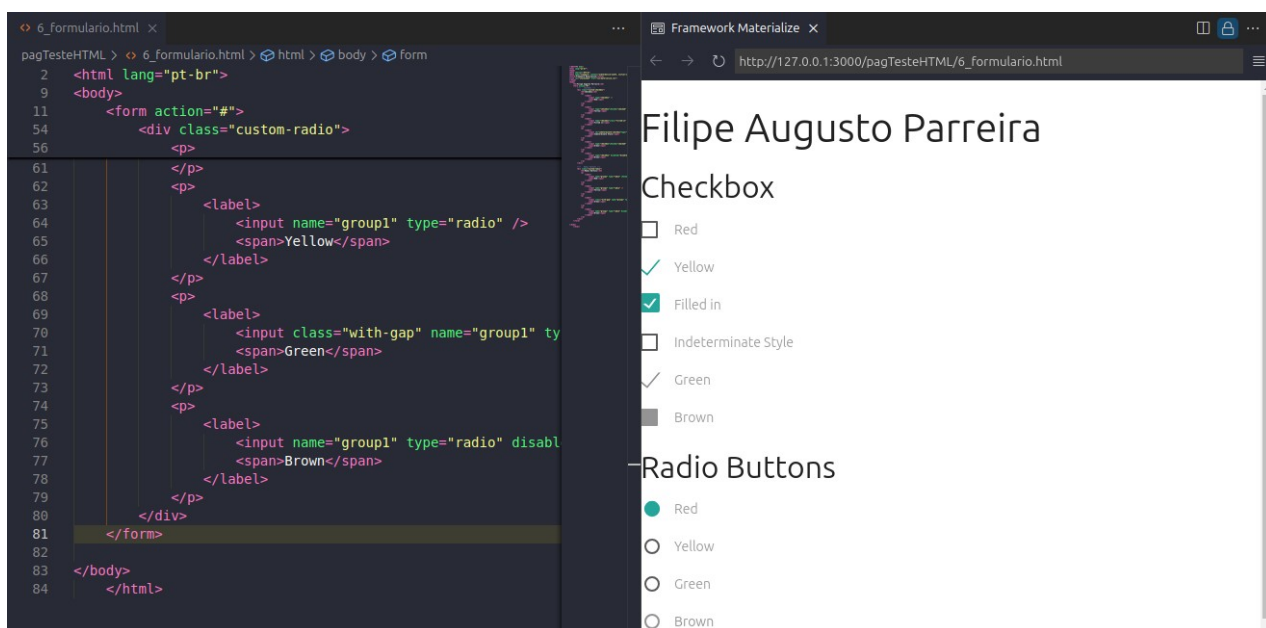 6_formulario.html
pagTesteHTML > 6_formulario.html > html > body > form
2 <html lang="pt-br">
9 <body>
11 <form action="#">
54 <div class="custom-radio">
56 <p>
61 </p>
62 <p>
63 <label>
64 <input name="group1" type="radio" />
65 <span>Yellow</span>
66 </label>
67 </p>
68 <p>
69 <label>
70 <input class="with-gap" name="group1" ty
71 <span>Green</span>
72 </label>
73 </p>
74 <p>
75 <label>
76 <input name="group1" type="radio" disabl
77 <span>Brown</span>
78 </label>
79 </p>
80 </div>
81 </form>
82
83 </body>
84 </html>
Framework Materialize
http://127.0.0.1:3000/pagTesteHTML/6_formulario.html
Filipe Augusto Parreira
Checkbox
Red
Yellow
Filled in
Indeterminate Style
Green
Brown
Radio Buttons
Red
Yellow
Green
Brown